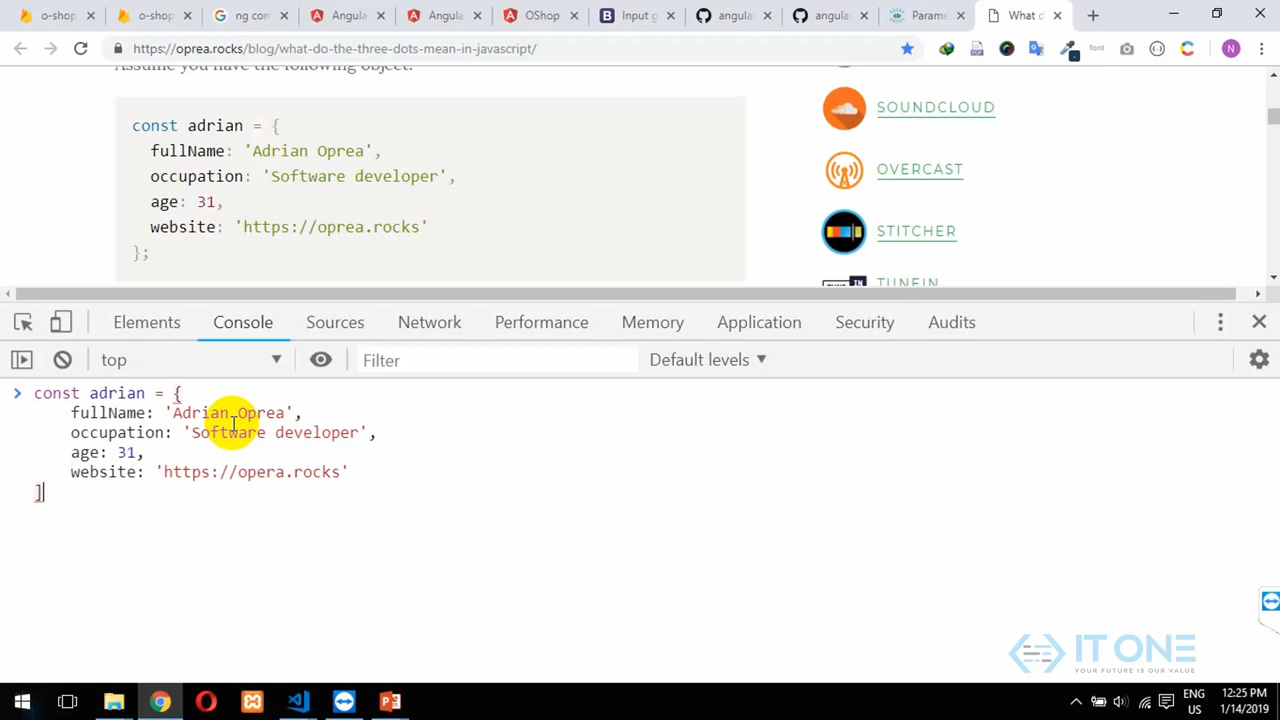 o-shop
o-shop
ng con
Angula
Angula
OShop
Input g
angula
angula
Parame
What d
https://oprea.rocks/blog/what-do-the-three-dots-mean-in-javascript/
font
N
Assume you have the following object:
const adrian = {
fullName: 'Adrian Oprea',
occupation: 'Software developer',
age: 31,
website: 'https://oprea.rocks'
};
SOUNDCLOUD
OVERCAST
STITCHER
TUNEIN
Elements Console Sources Network Performance Memory Application Security Audits
top Filter Default levels
const adrian = {
fullName: 'Adrian Oprea',
occupation: 'Software developer',
age: 31,
website: 'https://opera.rocks'
]
IT ONE
YOUR FUTURE IS OUR VALUE
ENG 12:25 PM
US 1/14/2019